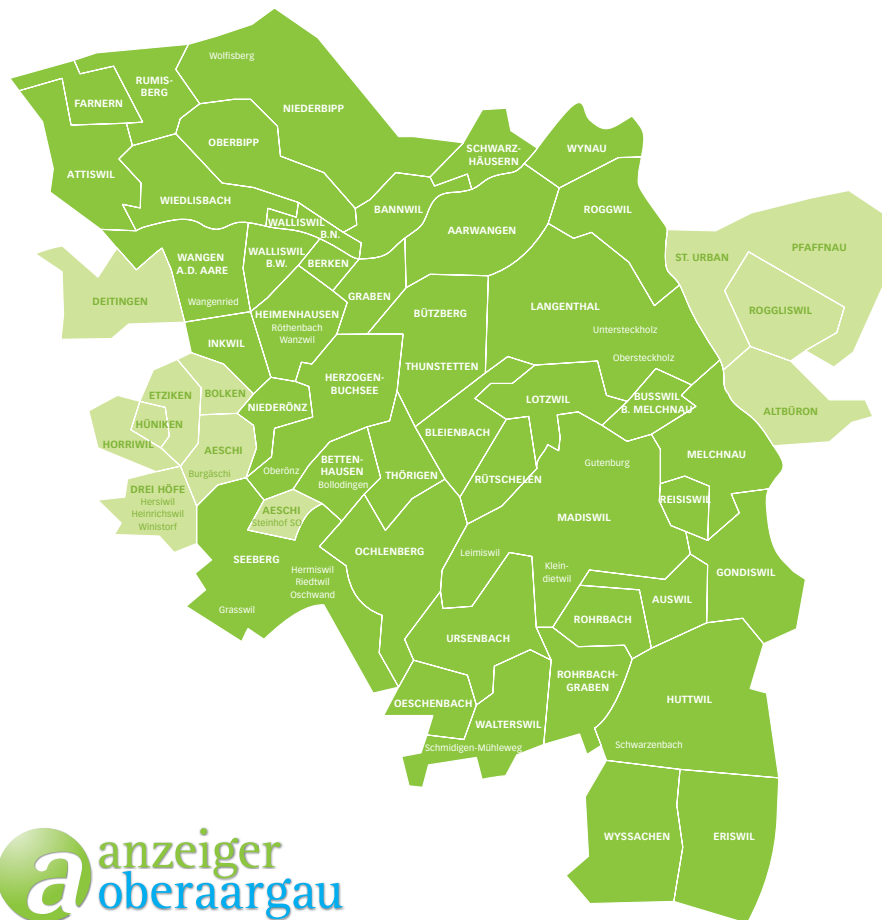 Wolfisberg
RUMIS-
BERG
FARNERN
NIEDERBIPP
OBERBIPP
SCHWARZ-
HÄUSERN
WYNAU
ATTISWIL
WIEDLISBACH
BANNWIL
ROGGWIL
WALLISWIL
B.N.
AARWANGEN
PFAFFNAU
ST. URBAN
WANGEN
A.D. AARE
WALLISWIL
B.W.
BERKEN
DEITINGEN
Wangenried
GRABEN
HEIMENHAUSEN
Röthenbach
Wanzwil
BÜTZBERG
LANGENTHAL
ROGGLISWIL
Untersteckholz
INKWIL
THUNSTETTEN
Obersteckholz
HERZOGEN-
BUCHSEE
ETZIKEN
BOLKEN
NIEDERÖNZ
LOTZWIL
BUSSWIL
B. MELCHNAU
ALTBÜRON
HÜNIKEN
HORRIWIL
AESCHI
BLEIENBACH
MELCHNAU
Burgäschi
Oberönz
BETTEN-
HAUSEN
Bollodingen
THÖRIGEN
RÜTSCHELEN
Gutenburg
DREI HÖFE
Hersiwil
Heinrichswil
Winistorf
AESCHI
Steinhof SO
REISISWIL
MADISWIL
SEEBERG
OCHLENBERG
Leimiswil
Hermiswil
Riedtwil
Oschwand
Klein-
dietwil
GONDISWIL
Grasswil
AUSWIL
ROHRBACH
URSENBACH
ROHRBACH-
GRABEN
OESCHENBACH
HUTTWIL
WALTERSWIL
Schmidigen-Mühleweg
Schwarzenbach
WYSSACHEN
ERISWIL
a
anzeiger
oberaargau